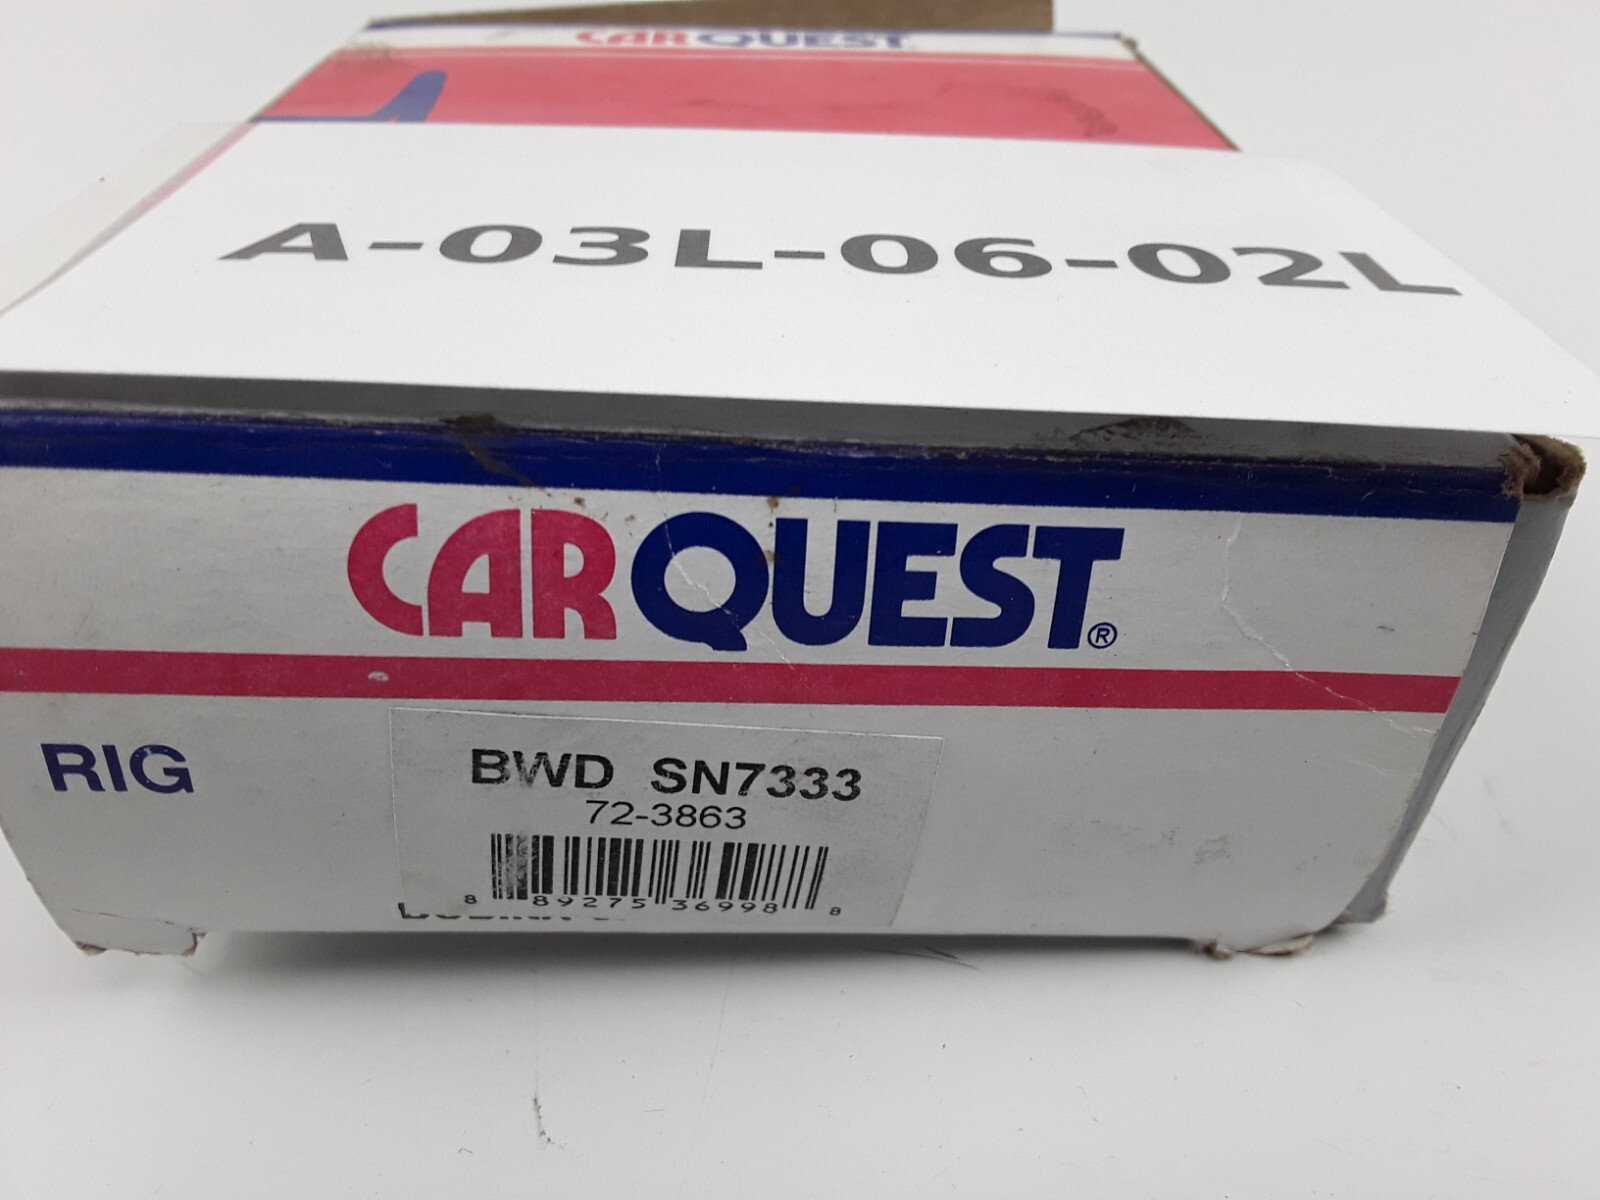 CARQUEST
A-03L-06-02L
CARQUEST®
RIG
BWD SN7333
72-3863
8 89275 36998 8